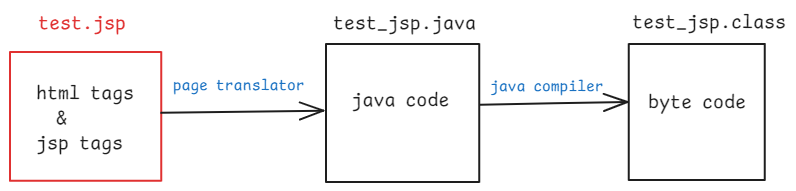 test.jsp
html tags
&
jsp tags
page translator
test_jsp.java
java code
java compiler
test_jsp.class
byte code